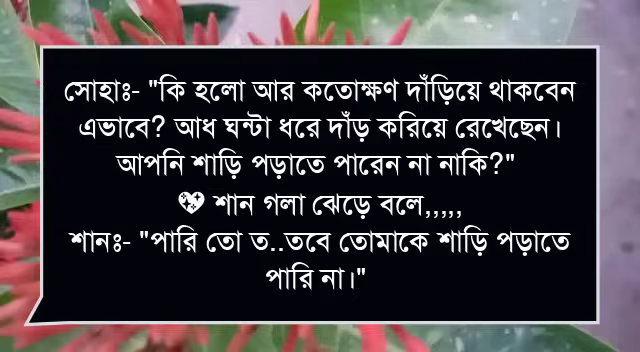 সোহাঃ- "কি হলো আর কতোক্ষণ দাঁড়িয়ে থাকবেন
এভাবে? আধ ঘন্টা ধরে দাঁড় করিয়ে রেখেছেন।
আপনি শাড়ি পড়াতে পারেন না নাকি?"
💖 শান গলা ঝেড়ে বলে,,,,,
শানঃ- "পারি তো ত..তবে তোমাকে শাড়ি পড়াতে
পারি না।"